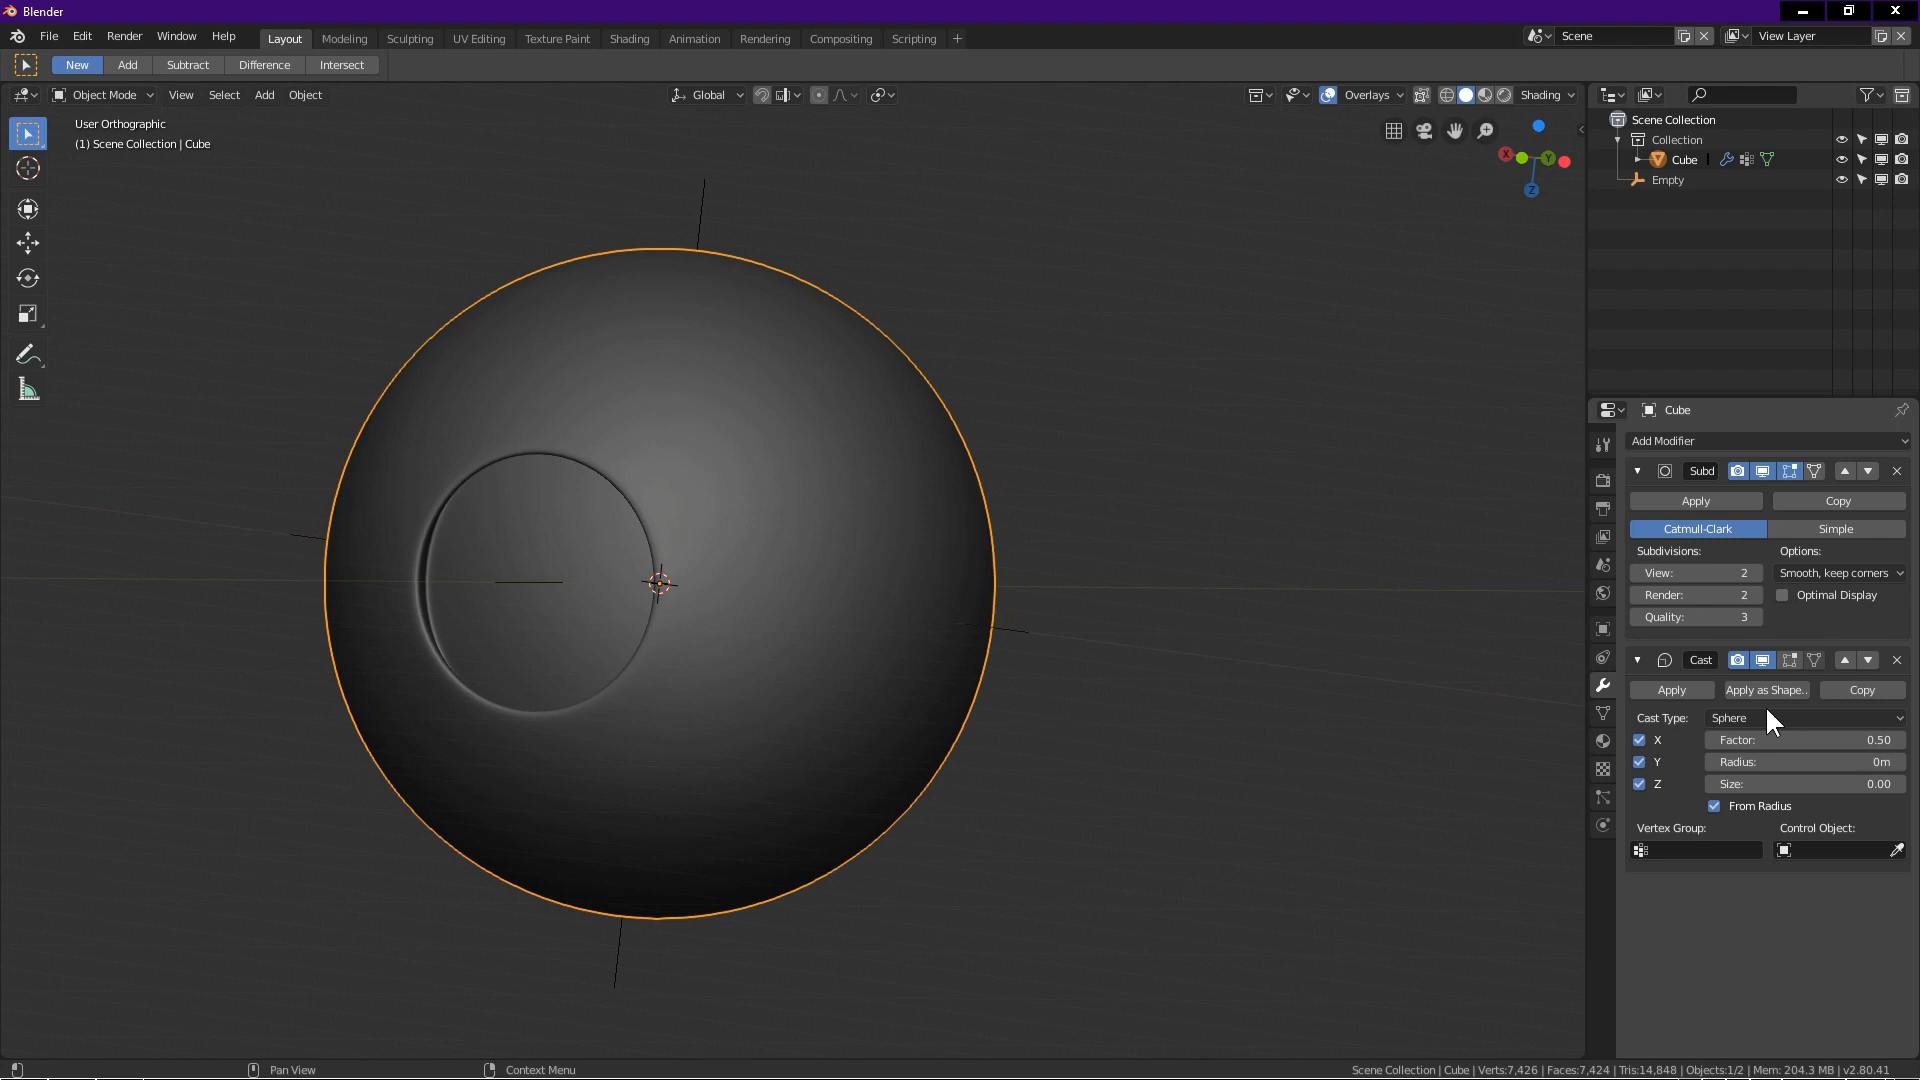 Blender
File Edit Render Window Help Layout Modeling Sculpting UV Editing Texture Paint Shading Animation Rendering Compositing Scripting + Scene View Layer
New Add Subtract Difference Intersect
Object Mode View Select Add Object Global Overlays Shading
User Orthographic
(1) Scene Collection | Cube
X Y Z
Scene Collection
Collection
Cube
Empty
Cube
Add Modifier
Subd
Apply Copy
Catmull-Clark Simple
Subdivisions: Options:
View: 2 Smooth, keep corners
Render: 2 Optimal Display
Quality: 3
Cast
Apply Apply as Shape.. Copy
Cast Type: Sphere
X Factor: 0.50
Y Radius: 0m
Z Size: 0.00
From Radius
Vertex Group: Control Object:
Pan View Context Menu Scene Collection | Cube | Verts:7,426 | Faces:7,424 | Tris:14,848 | Objects:1/2 | Mem: 204.3 MB | v2.80.41